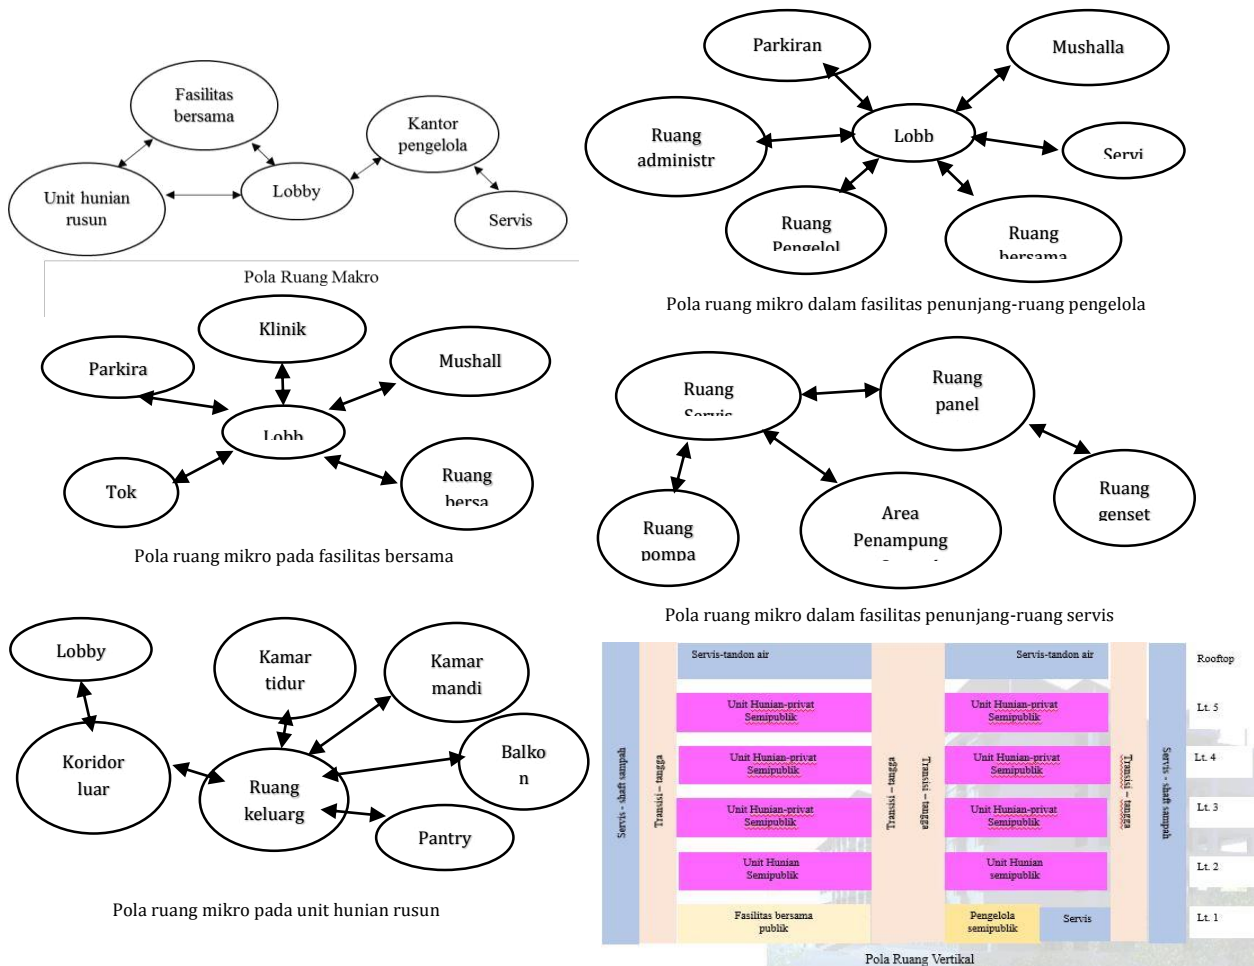 Fasilitas
bersama
Kantor
pengelola
Unit hunian
rusun
Lobby
Servis
Pola Ruang Makro
Klinik
Parkira
Mushall
Lobb
Tok
Ruang
bersa
Pola ruang mikro pada fasilitas bersama
Lobby
Kamar
tidur
Kamar
mandi
Koridor
luar
Ruang
keluarg
Balko
n
Pantry
Pola ruang mikro pada unit hunian rusun
Parkiran
Mushalla
Ruang
administr
Lobb
Servi
Ruang
Pengelol
Ruang
bersama
Pola ruang mikro dalam fasilitas penunjang-ruang pengelola
Ruang
Servis
Ruang
panel
Ruang
pompa
Area
Penampung
Ruang
genset
Pola ruang mikro dalam fasilitas penunjang-ruang servis
Servis-tandon air
Servis-tandon air
Rooftop
Unit Hunian-privat
Semipublik
Unit Hunian-privat
Semipublik
Lt. 5
Unit Hunian-privat
Semipublik
Unit Hunian-privat
Semipublik
Lt. 4
Unit Hunian-privat
Semipublik
Unit Hunian-privat
Semipublik
Lt. 3
Unit Hunian
Semipublik
Unit Hunian
semipublik
Lt. 2
Fasilitas bersama
publik
Pengelola
semipublik
Servis
Lt. 1
Servis - shaft sampah
Transisi – tangga
Transisi – tangga
Transisi – tangga
Transisi – tangga
Servis - shaft sampah
Pola Ruang Vertikal